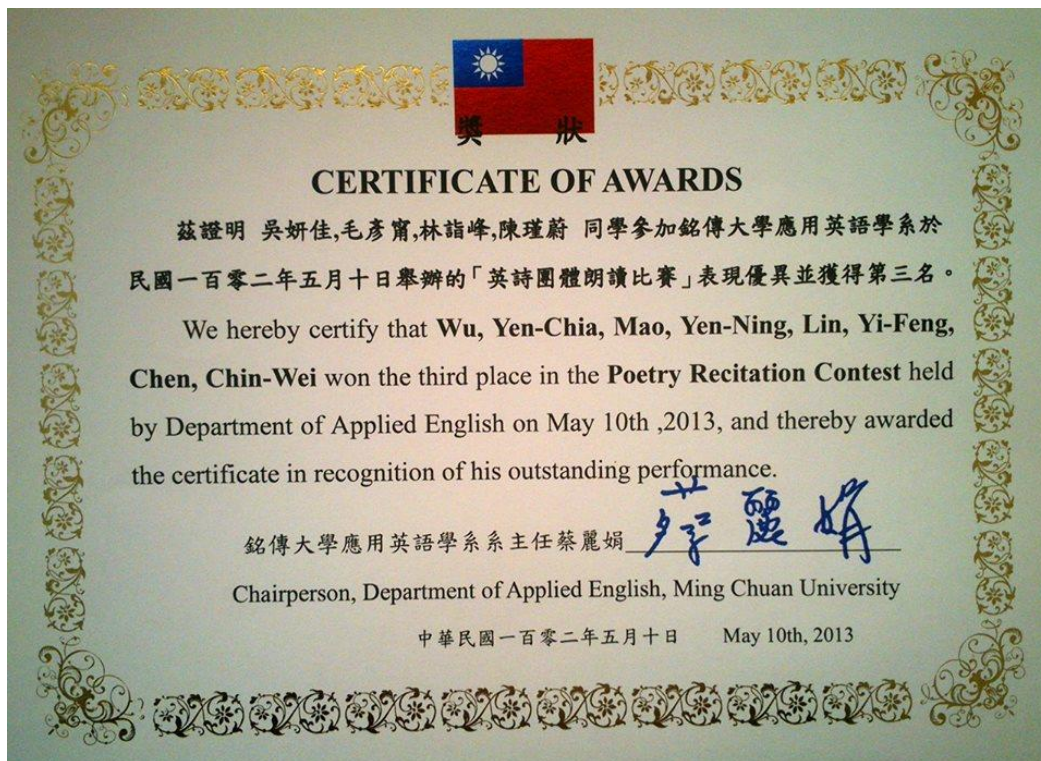 獎 狀
CERTIFICATE OF AWARDS
茲證明 吳妍佳,毛彥甯,林詣峰,陳瑾蔚 同學參加銘傳大學應用英語學系於
民國一百零二年五月十日舉辦的「英詩團體朗讀比賽」表現優異並獲得第三名。
We hereby certify that Wu, Yen-Chia, Mao, Yen-Ning, Lin, Yi-Feng,
Chen, Chin-Wei won the third place in the Poetry Recitation Contest held
by Department of Applied English on May 10th ,2013, and thereby awarded
the certificate in recognition of his outstanding performance.
銘傳大學應用英語學系系主任蔡麗娟 蔡麗娟
Chairperson, Department of Applied English, Ming Chuan University
中華民國一百零二年五月十日 May 10th, 2013